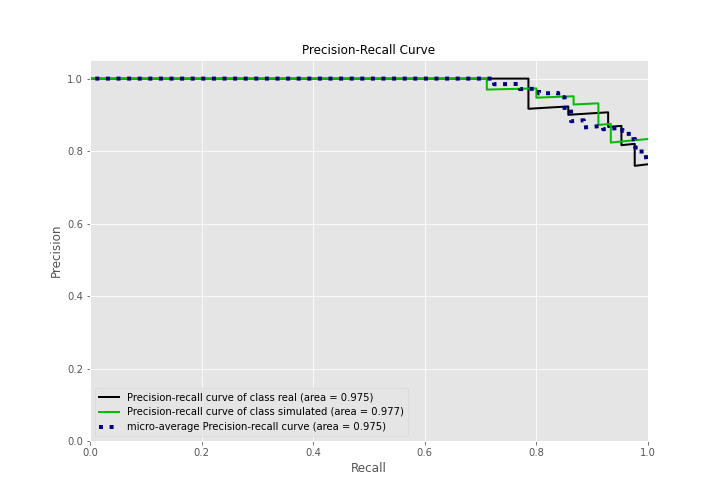 Precision-Recall Curve
1.0
0.8
0.6
0.4
0.2
0.0
Precision
Precision-recall curve of class real (area = 0.975)
Precision-recall curve of class simulated (area = 0.977)
micro-average Precision-recall curve (area = 0.975)
0.0 0.2 0.4 0.6 0.8 1.0
Recall